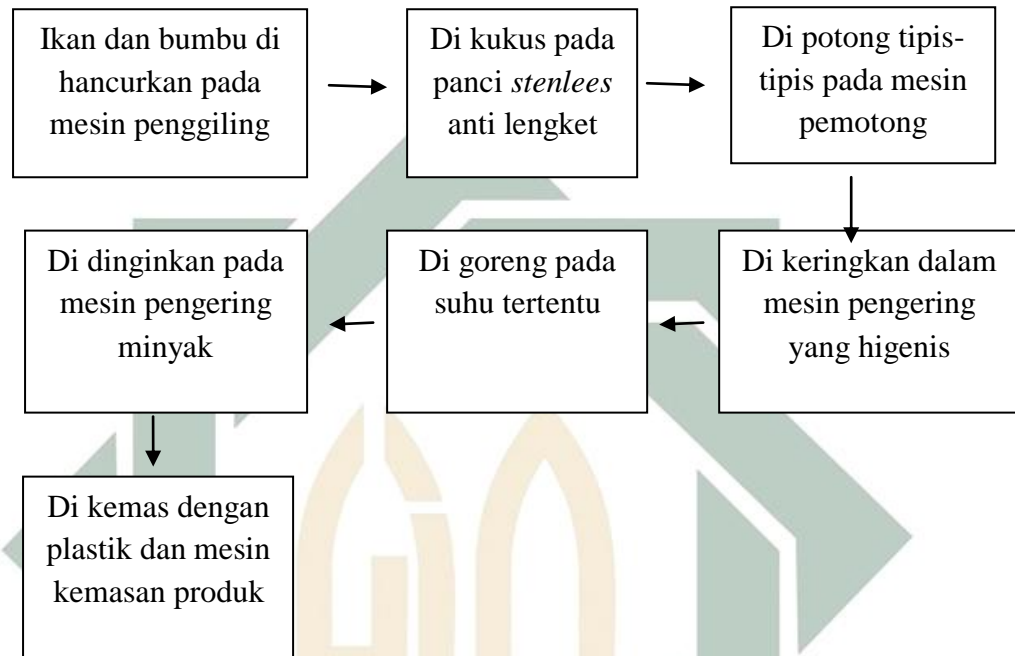 Ikan dan bumbu di
hancurkan pada
mesin penggiling
Di kukus pada
panci stenlees
anti lengket
Di potong tipis-
tipis pada mesin
pemotong
Di keringkan dalam
mesin pengering
yang higenis
Di goreng pada
suhu tertentu
Di dinginkan pada
mesin pengering
minyak
Di kemas dengan
plastik dan mesin
kemasan produk